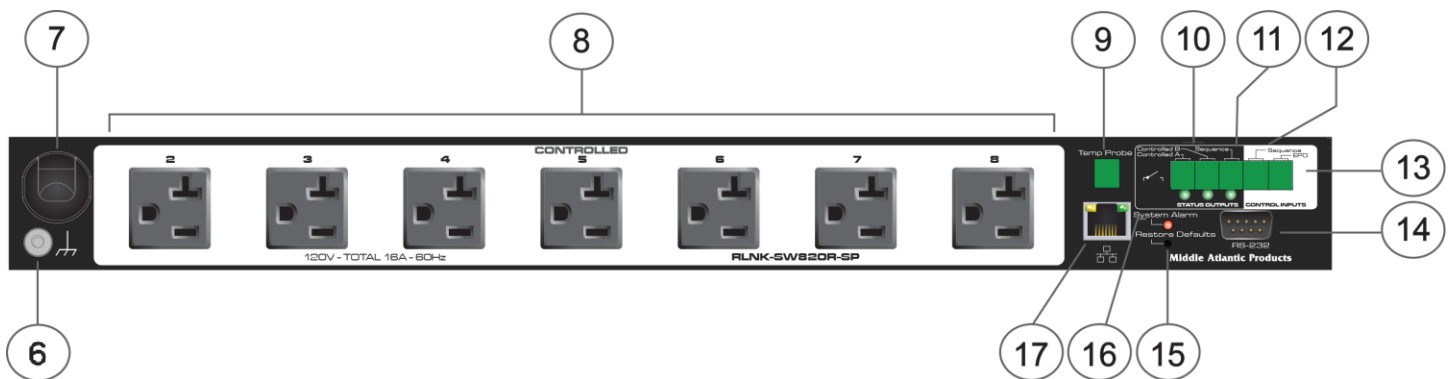 7
8
9
10
11
12
CONTROLLED
2
3
4
5
6
7
8
Temp Probe
Controlled B
Controlled A
Sequence
Sequence
EPO
STATUS OUTPUTS
CONTROL INPUTS
13
System Alarm
Restore Defaults
RS-232
14
120V - TOTAL 16A - 60Hz
RLNK-SW820R-SP
Middle Atlantic Products
6
17
16
15